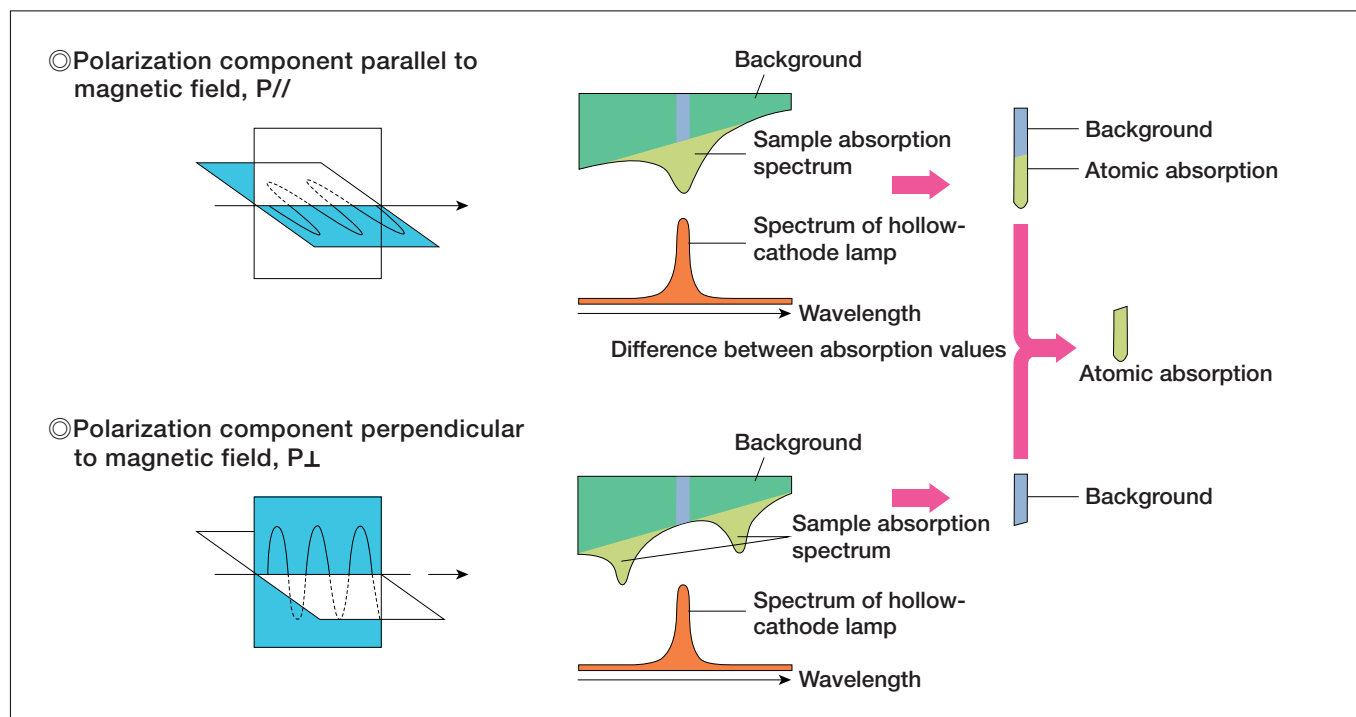 ◎Polarization component parallel to
magnetic field, P//
Background
Sample absorption
spectrum
Spectrum of hollow-
cathode lamp
Wavelength
Background
Atomic absorption
Difference between absorption values
Atomic absorption
◎Polarization component perpendicular
to magnetic field, P⊥
Background
Sample absorption
spectrum
Spectrum of hollow-
cathode lamp
Wavelength
Background